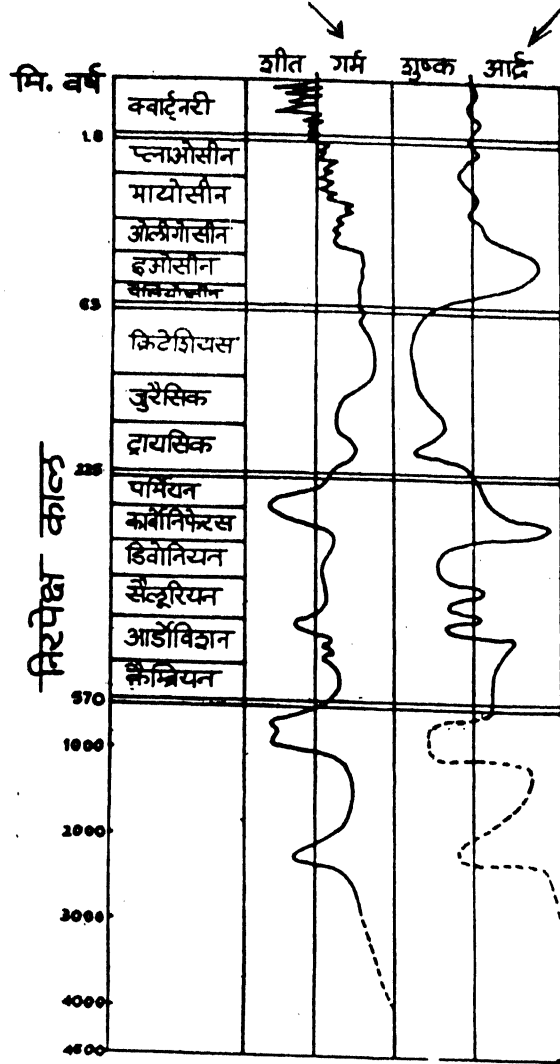 शीत गर्म शुष्क आर्द्र
मि. वर्ष
क्वार्ट्नरी
1.8
प्लाओसीन
मायोसीन
ओलीगोसीन
इओसीन
65
क्रिटेशियस
जुरैसिक
ट्रायसिक
225
पर्मियन
कार्बोनिफेरस
डिवोनियन
सैलूरियन
आर्डोविशन
कैम्ब्रियन
570
1000
2000
3000
4000
4500
निरपेक्ष काल